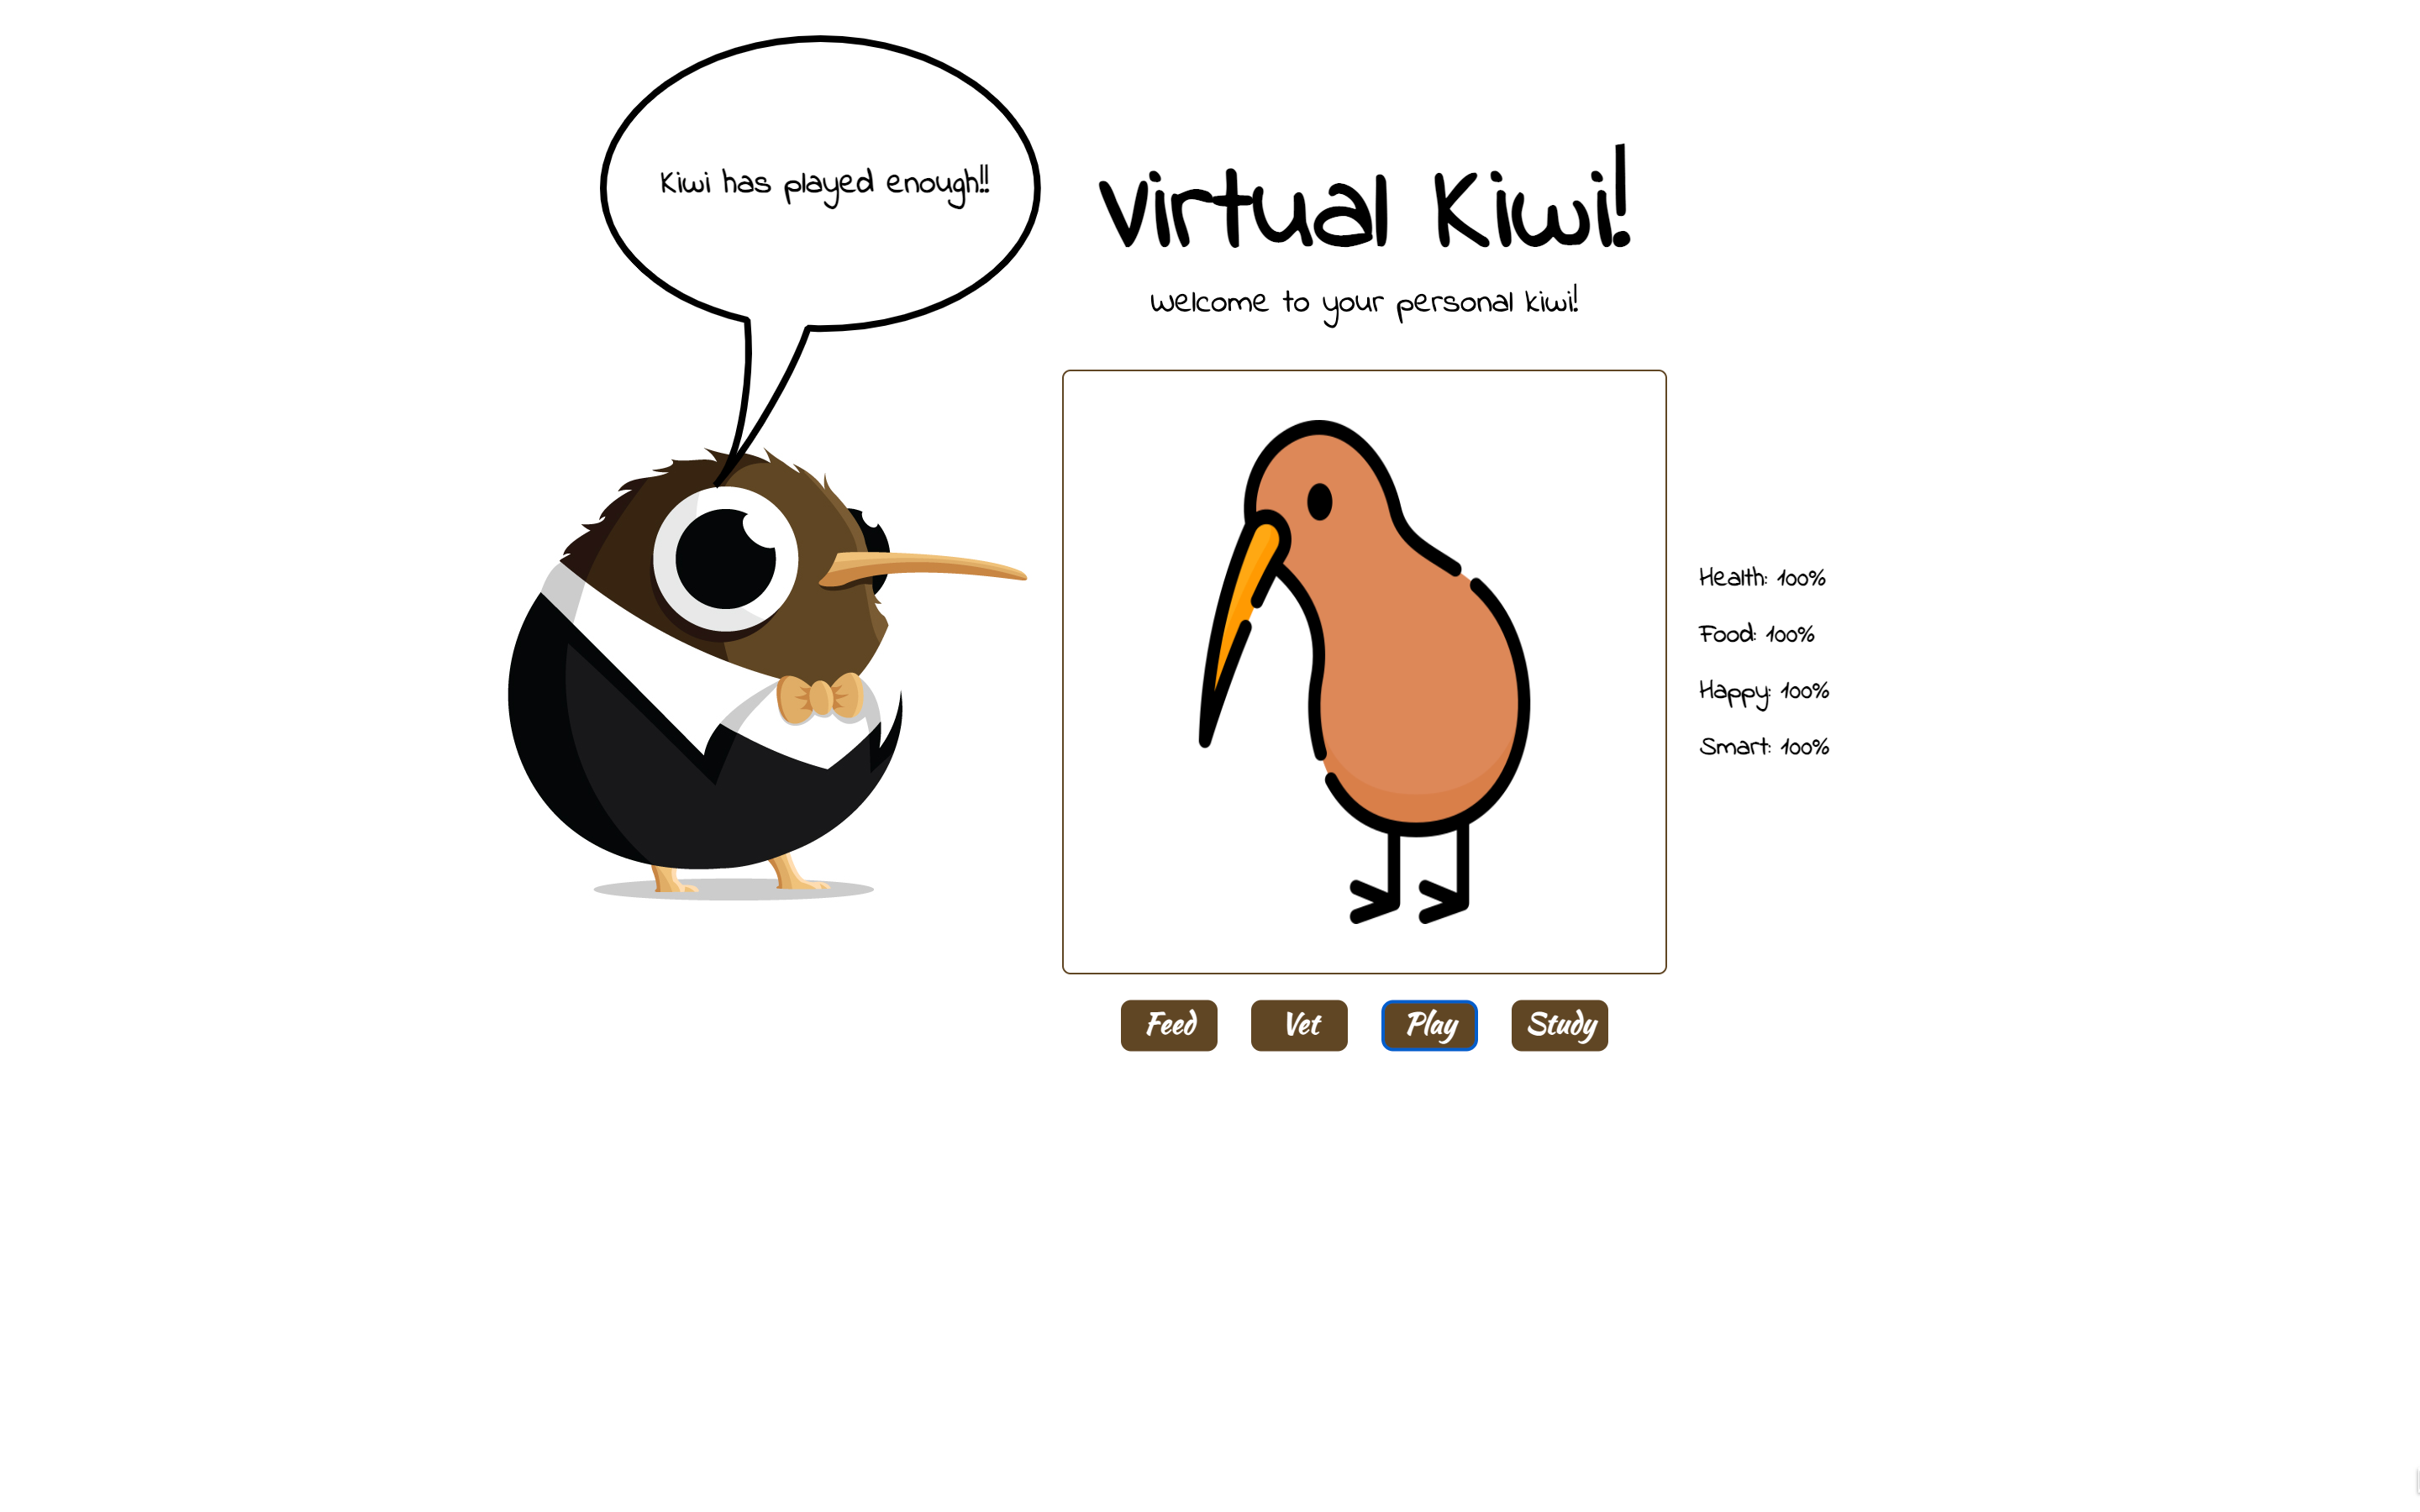 Kiwi has played enough!!
Virtual Kiwi!
Welcome to your personal kiwi!
Health: 100%
Food: 100%
Happy: 100%
Smart: 100%
Feed
Vet
Play
Study